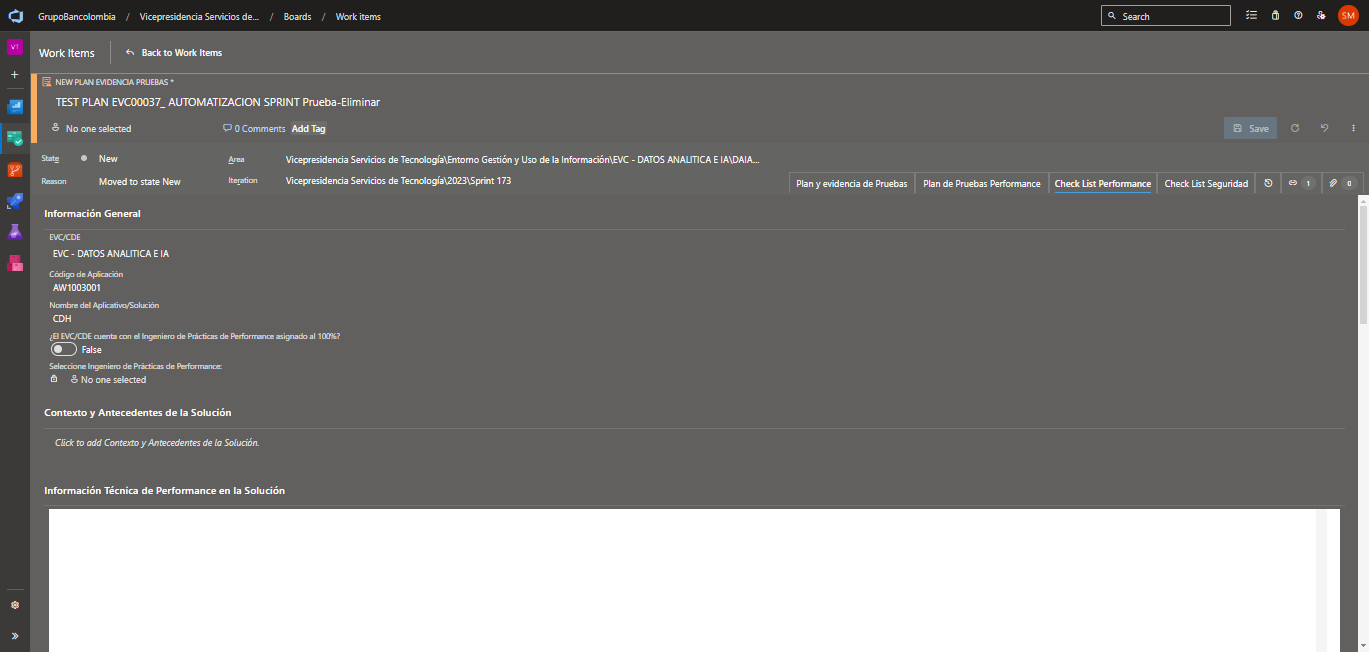 GrupoBancolombia / Vicepresidencia Servicios de... / Boards / Work items
Search
SM
VT
Work Items
Back to Work Items
NEW PLAN EVIDENCIA PRUEBAS *
TEST PLAN EVC00037_ AUTOMATIZACION SPRINT Prueba-Eliminar
No one selected
0 Comments
Add Tag
Save
State
New
Area
Vicepresidencia Servicios de Tecnología\Entorno Gestión y Uso de la Información\EVC - DATOS ANALITICA E IA\DAIA...
Reason
Moved to state New
Iteration
Vicepresidencia Servicios de Tecnología\2023\Sprint 173
Plan y evidencia de Pruebas
Plan de Pruebas Performance
Check List Performance
Check List Seguridad
1
0
Información General
EVC/CDE
EVC - DATOS ANALITICA E IA
Código de Aplicación
AW1003001
Nombre del Aplicativo/Solución
CDH
¿El EVC/CDE cuenta con el Ingeniero de Prácticas de Performance asignado al 100%?
False
Seleccione Ingeniero de Prácticas de Performance:
No one selected
Contexto y Antecedentes de la Solución
Click to add Contexto y Antecedentes de la Solución.
Información Técnica de Performance en la Solución